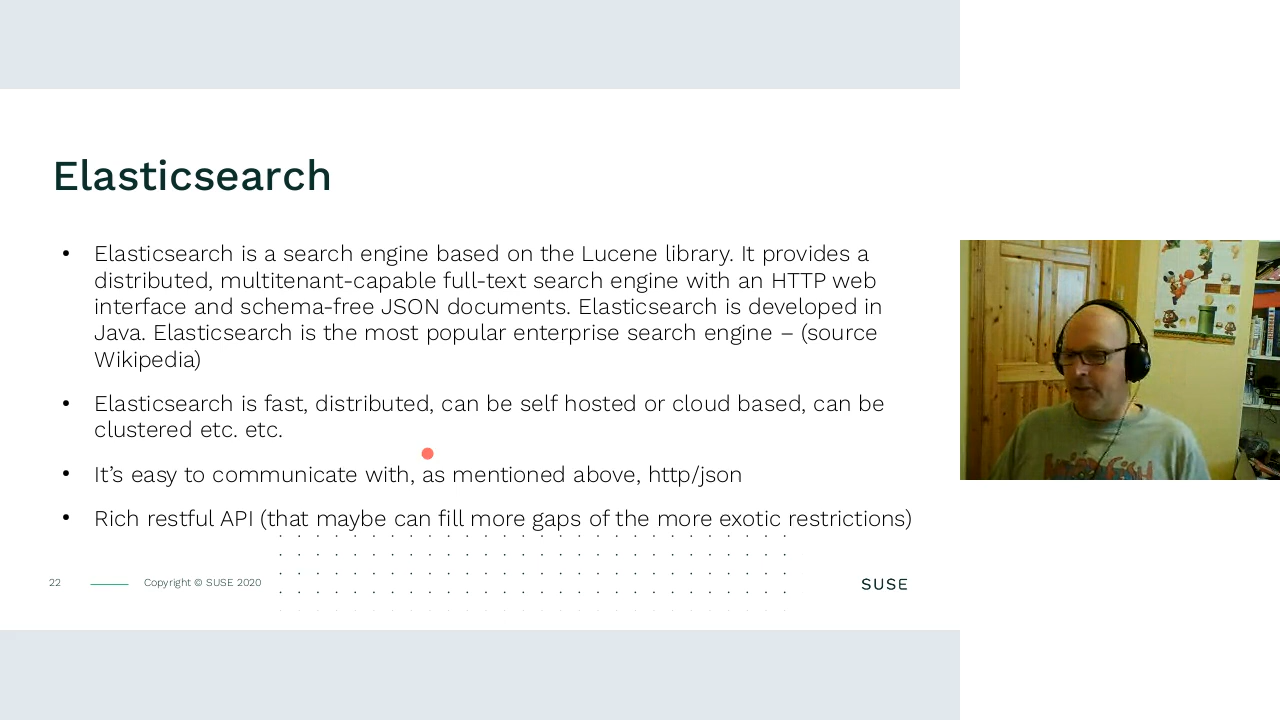 Elasticsearch
• Elasticsearch is a search engine based on the Lucene library. It provides a
distributed, multitenant-capable full-text search engine with an HTTP web
interface and schema-free JSON documents. Elasticsearch is developed in
Java. Elasticsearch is the most popular enterprise search engine – (source
Wikipedia)
• Elasticsearch is fast, distributed, can be self hosted or cloud based, can be
clustered etc. etc.
• It’s easy to communicate with, as mentioned above, http/json
• Rich restful API (that maybe can fill more gaps of the more exotic restrictions)
22
Copyright © SUSE 2020
SUSE